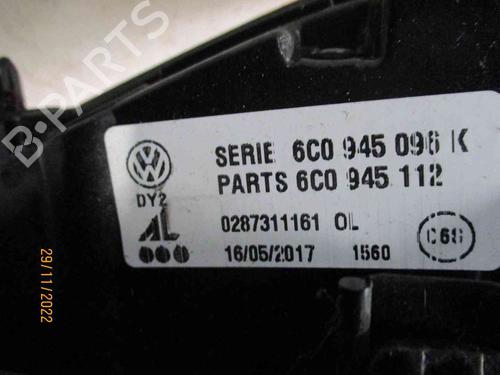 B-PARTS
SERIE 6C0 945 096 K
PARTS 6C0 945 112
DY2
AL
0287311161 OL
16/05/2017 1560
C68
29/11/2022